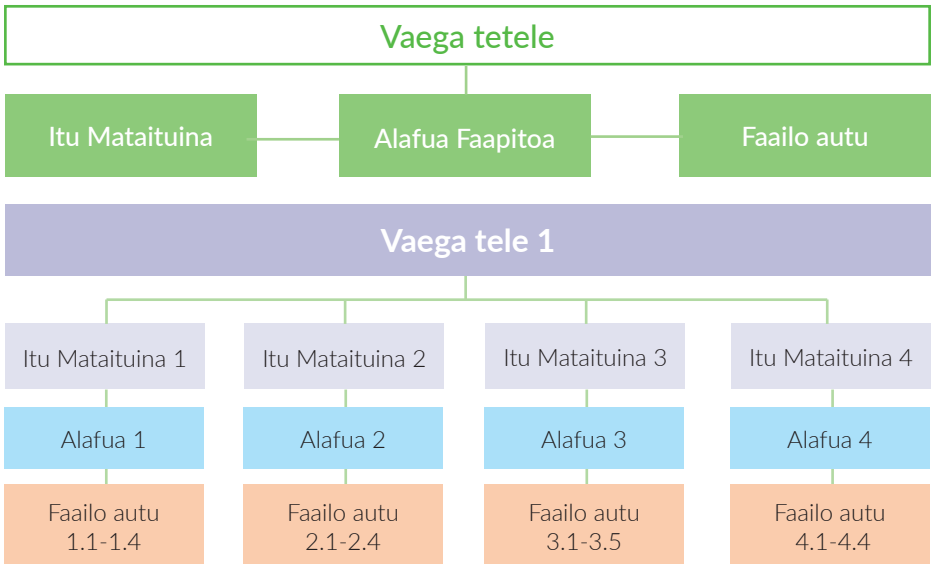 Vaega tetele
Itu Mataituina
Alafua Faapitoa
Faailo autu
Vaega tele 1
Itu Mataituina 1
Itu Mataituina 2
Itu Mataituina 3
Itu Mataituina 4
Alafua 1
Alafua 2
Alafua 3
Alafua 4
Faailo autu
1.1-1.4
Faailo autu
2.1-2.4
Faailo autu
3.1-3.5
Faailo autu
4.1-4.4